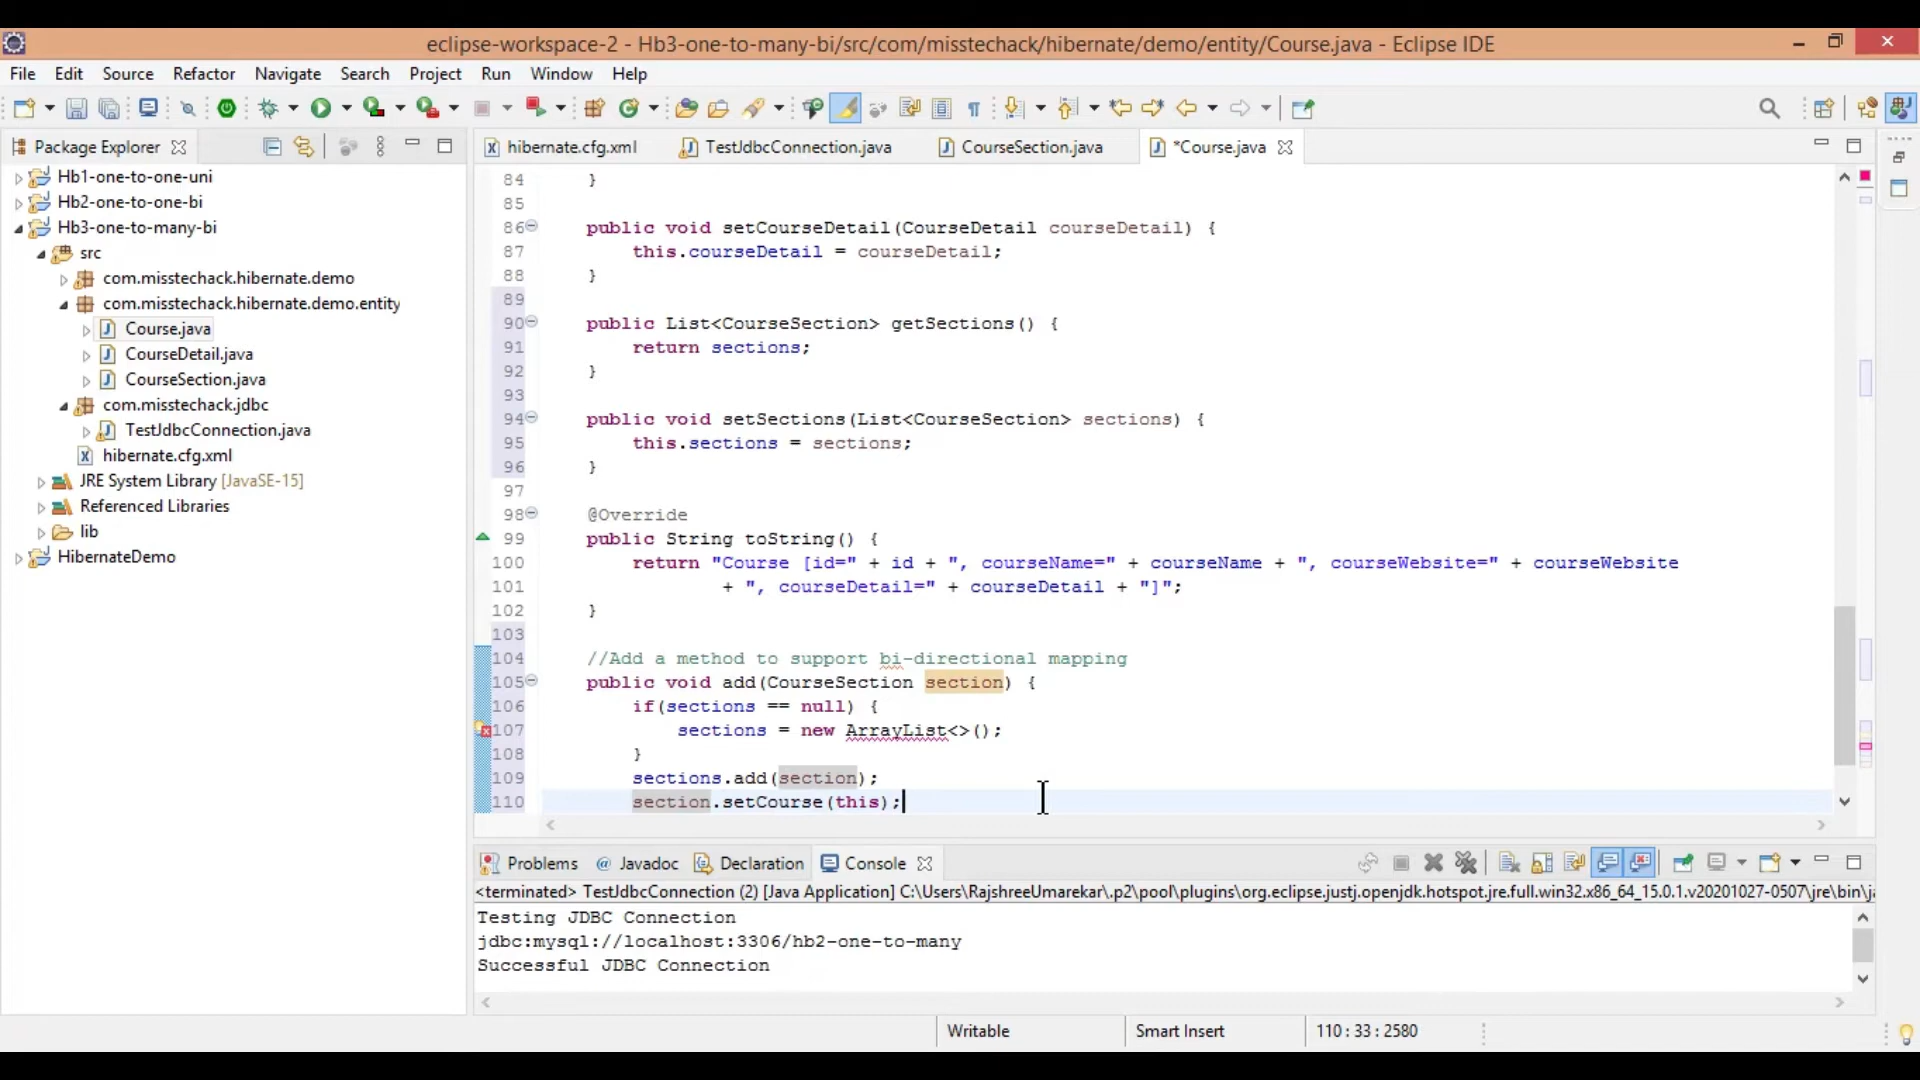 eclipse-workspace-2 - Hb3-one-to-many-bi/src/com/misstechack/hibernate/demo/entity/Course.java - Eclipse IDE
File Edit Source Refactor Navigate Search Project Run Window Help
Package Explorer
Hb1-one-to-one-uni
Hb2-one-to-one-bi
Hb3-one-to-many-bi
src
com.misstechack.hibernate.demo
com.misstechack.hibernate.demo.entity
Course.java
CourseDetail.java
CourseSection.java
com.misstechack.jdbc
TestJdbcConnection.java
hibernate.cfg.xml
JRE System Library [JavaSE-15]
Referenced Libraries
lib
HibernateDemo
hibernate.cfg.xml TestJdbcConnection.java CourseSection.java *Course.java
84 }
85
86 public void setCourseDetail(CourseDetail courseDetail) {
87 this.courseDetail = courseDetail;
88 }
89
90 public List<CourseSection> getSections() {
91 return sections;
92 }
93
94 public void setSections(List<CourseSection> sections) {
95 this.sections = sections;
96 }
97
98 @Override
99 public String toString() {
100 return "Course [id=" + id + ", courseName=" + courseName + ", courseWebsite=" + courseWebsite
101 + ", courseDetail=" + courseDetail + "]";
102 }
103
104 //Add a method to support bi-directional mapping
105 public void add(CourseSection section) {
106 if(sections == null) {
107 sections = new ArrayList<>();
108 }
109 sections.add(section);
110 section.setCourse(this);
Problems Javadoc Declaration Console
<terminated> TestJdbcConnection (2) [Java Application] C:\Users\RajshreeUmarekar\.p2\pool\plugins\org.eclipse.justj.openjdk.hotspot.jre.full.win32.x86_64_15.0.1.v20201027-0507\jre\bin\j
Testing JDBC Connection
jdbc:mysql://localhost:3306/hb2-one-to-many
Successful JDBC Connection
Writable Smart Insert 110 : 33 : 2580